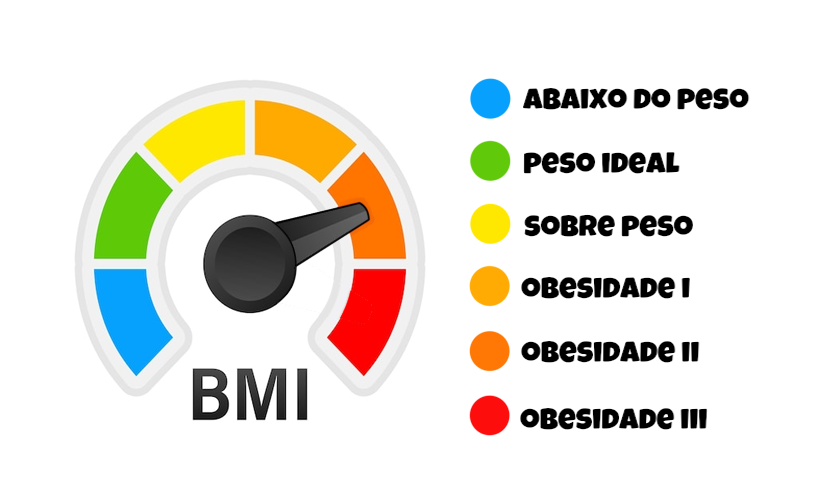 BMI
ABAIXO DO PESO
PESO IDEAL
SOBRE PESO
OBESIDADE I
OBESIDADE II
OBESIDADE III